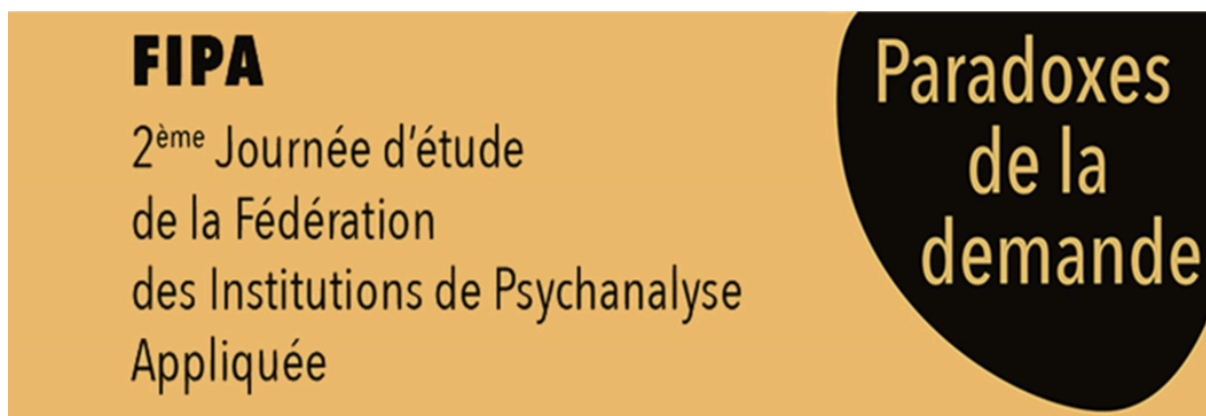 FIPA
2ème Journée d'étude
de la Fédération
des Institutions de Psychanalyse
Appliquée
Paradoxes
de la
demande